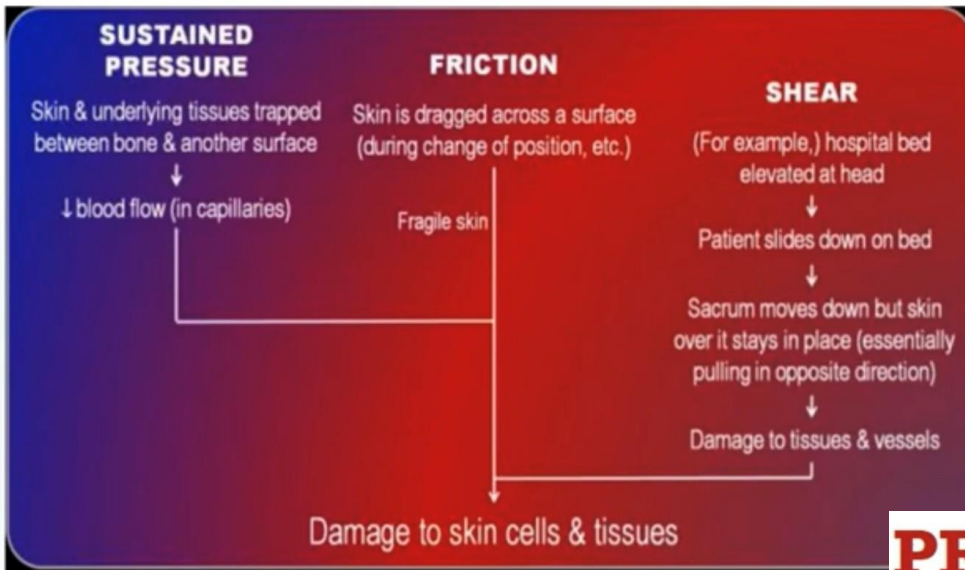 SUSTAINED
PRESSURE
Skin & underlying tissues trapped
between bone & another surface
↓ blood flow (in capillaries)
FRICTION
Skin is dragged across a surface
(during change of position, etc.)
Fragile skin
SHEAR
(For example,) hospital bed
elevated at head
Patient slides down on bed
Sacrum moves down but skin
over it stays in place (essentially
pulling in opposite direction)
Damage to tissues & vessels
Damage to skin cells & tissues